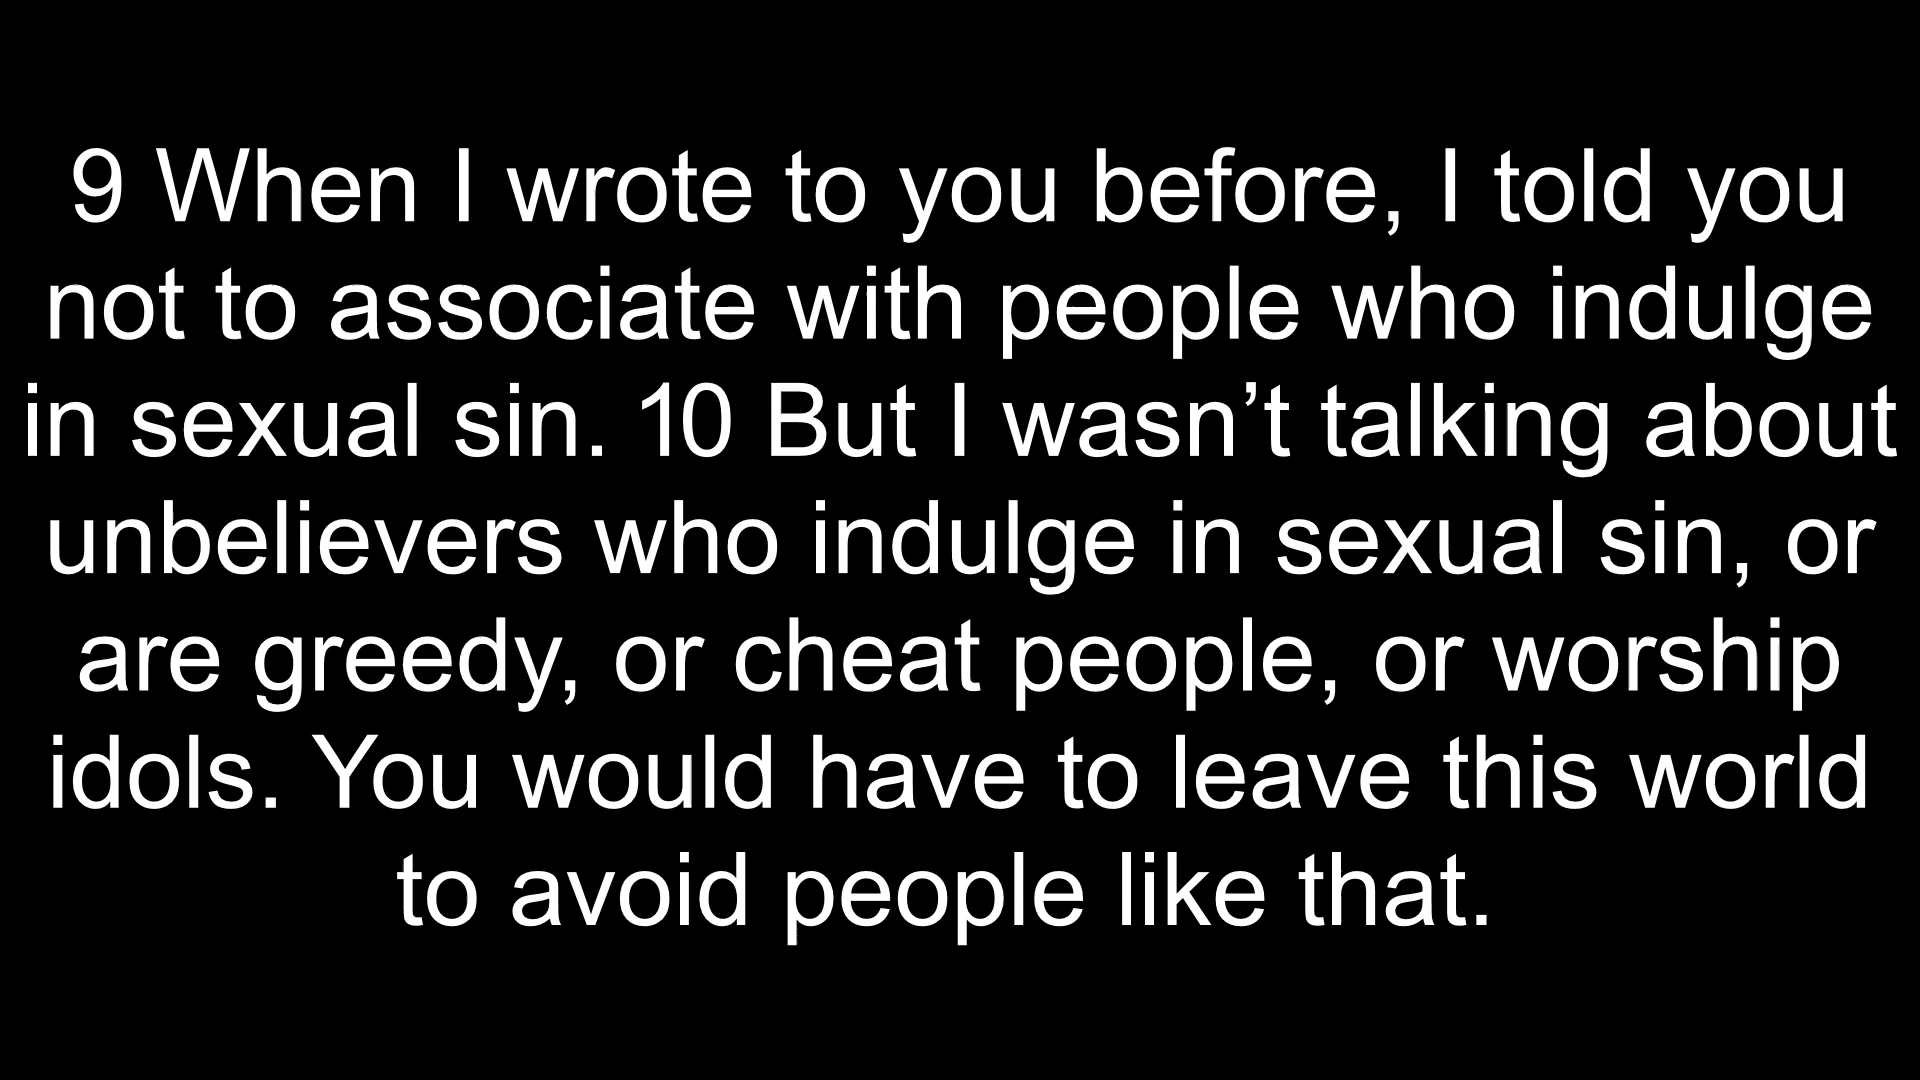 9 When I wrote to you before, I told you
not to associate with people who indulge
in sexual sin. 10 But I wasn’t talking about
unbelievers who indulge in sexual sin, or
are greedy, or cheat people, or worship
idols. You would have to leave this world
to avoid people like that.